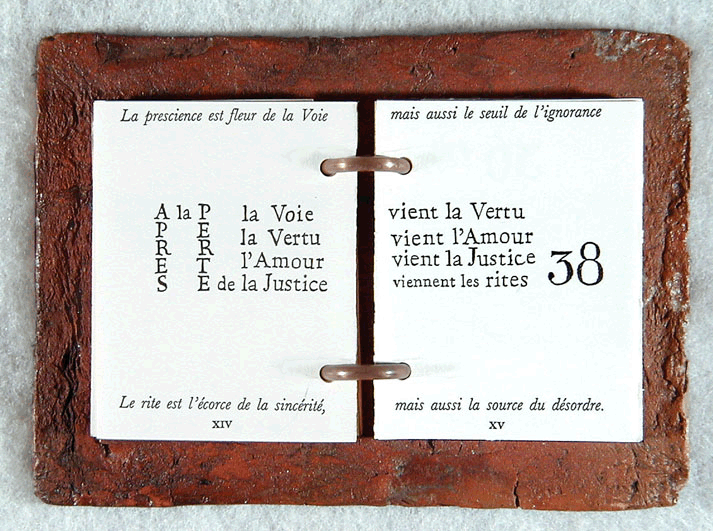 La prescience est fleur de la Voie
A la P la Voie
P E la Vertu
R R l'Amour
E T
S E de la Justice
Le rite est l'écorce de la sincérité,
XIV
mais aussi le seuil de l'ignorance
vient la Vertu
vient l'Amour
vient la Justice
viennent les rites
38
mais aussi la source du désordre.
XV